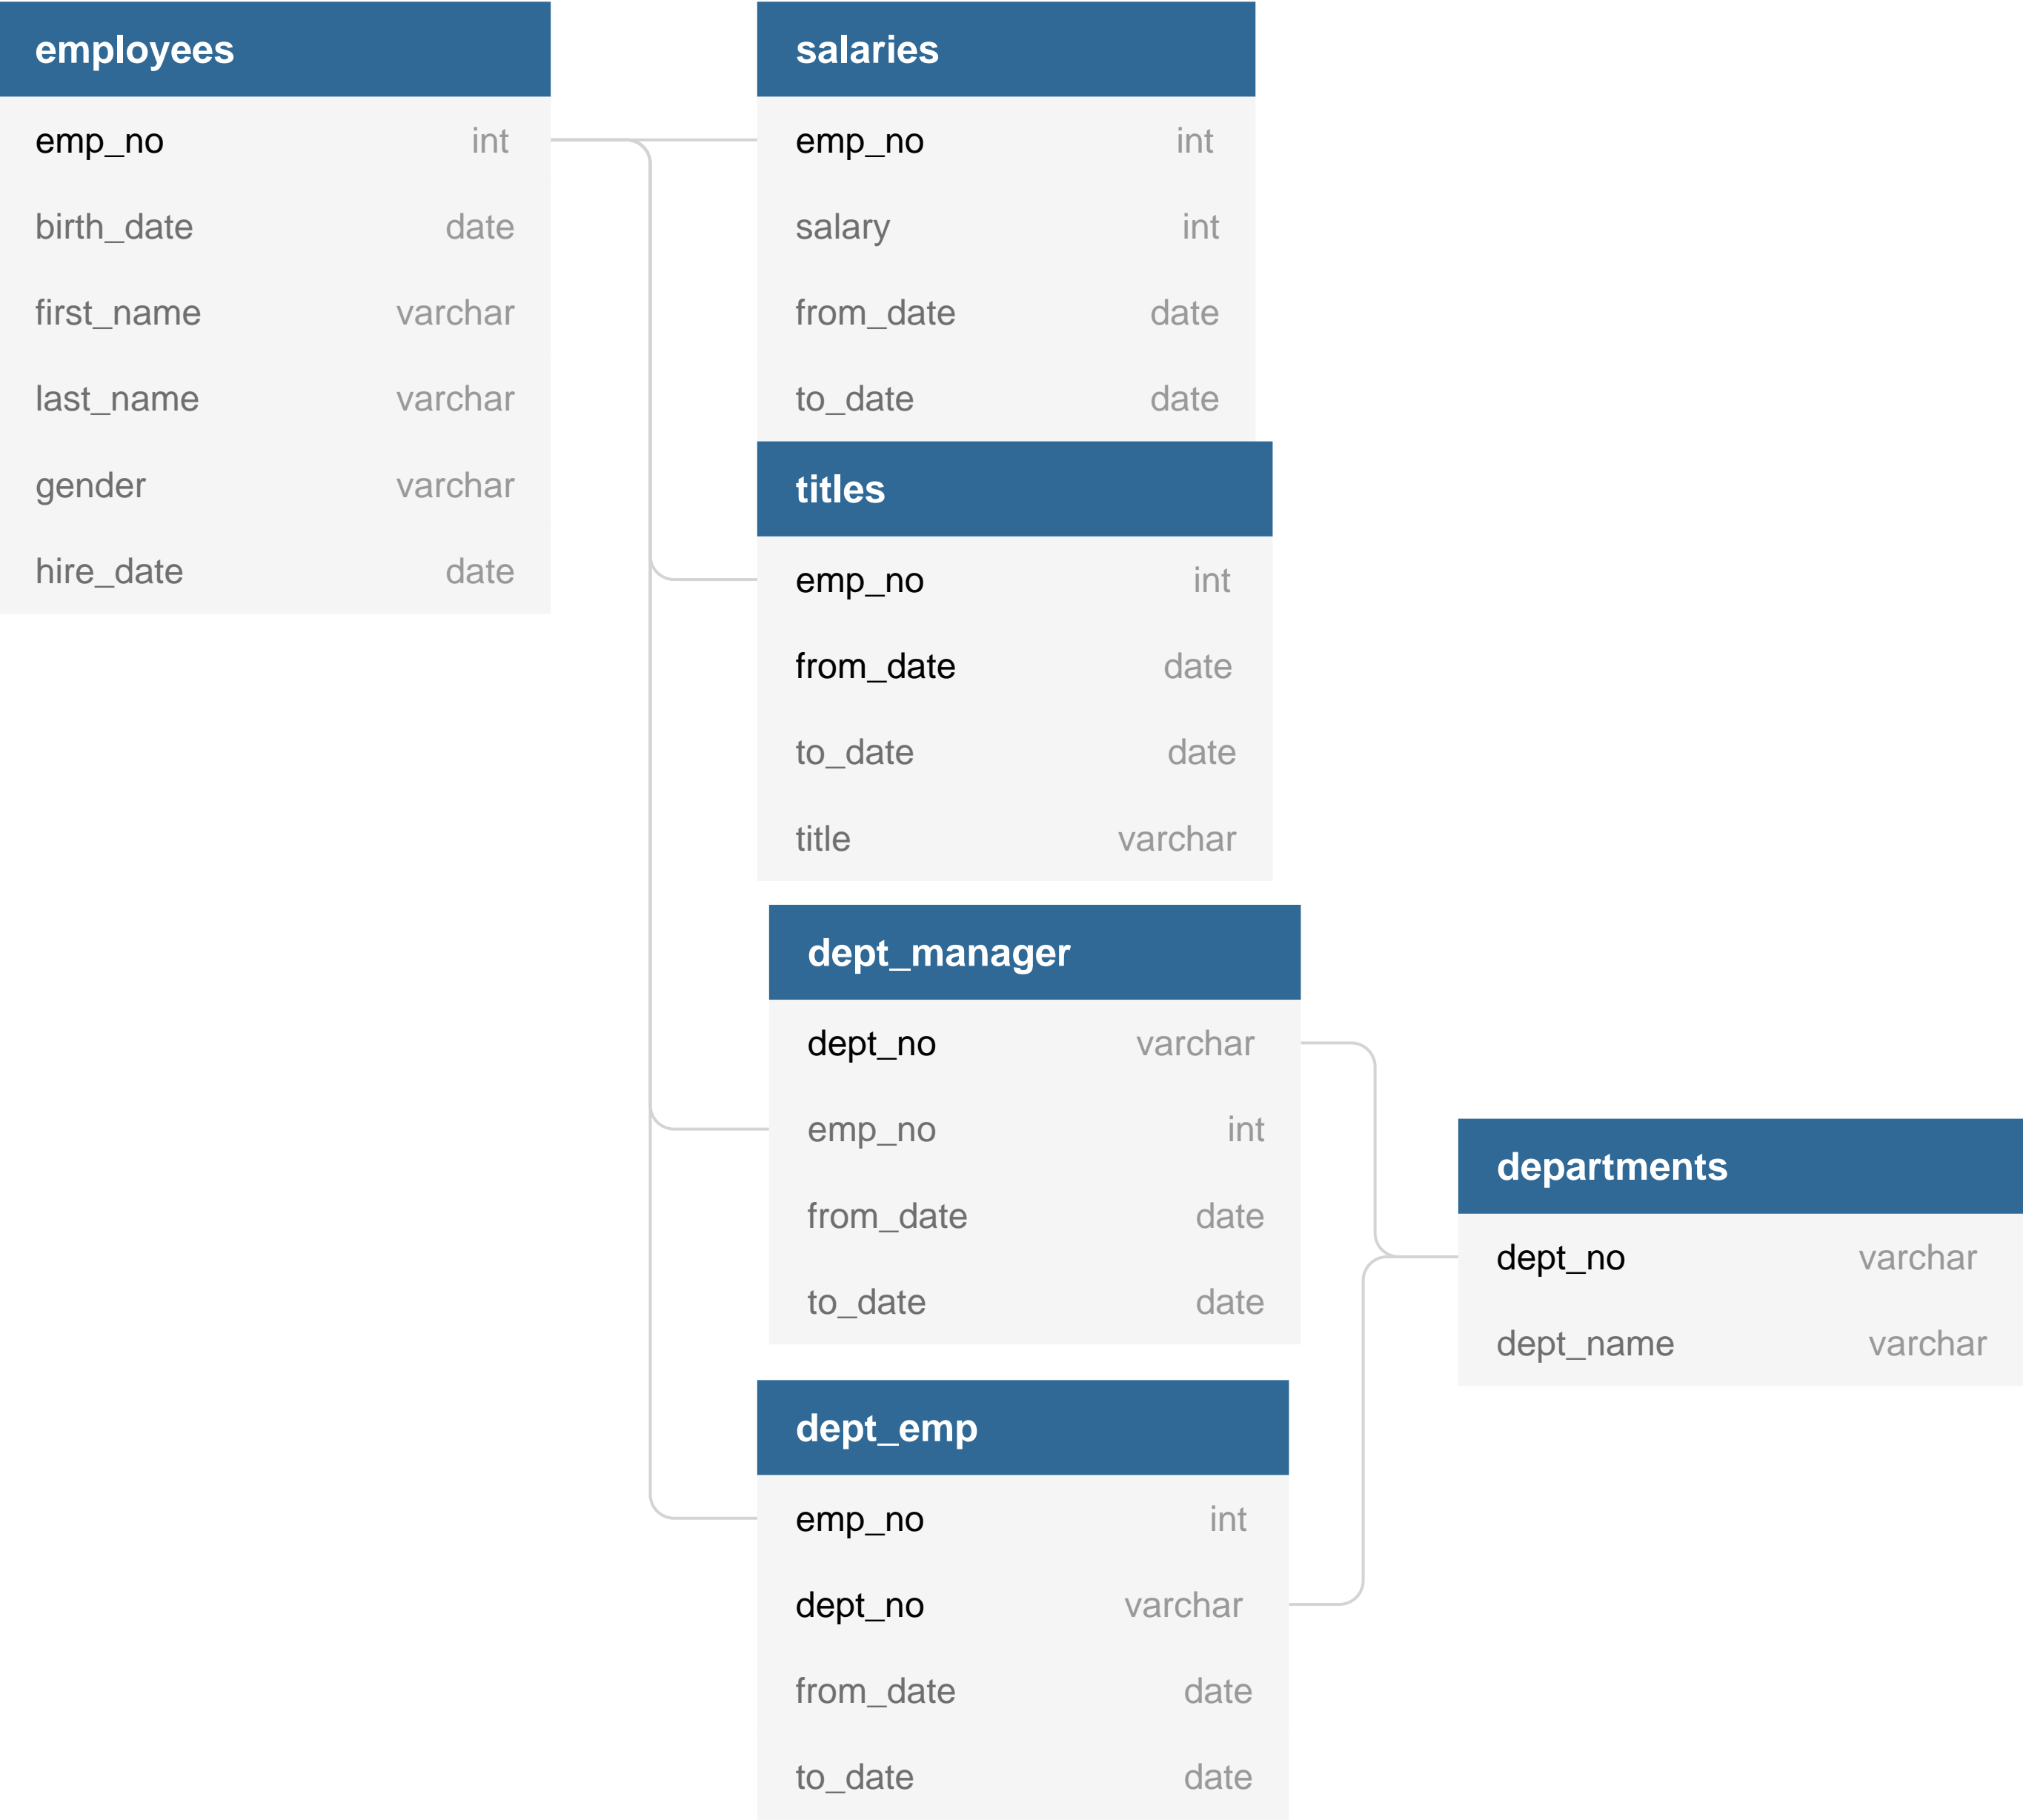 employees
emp_no int
birth_date date
first_name varchar
last_name varchar
gender varchar
hire_date date
salaries
emp_no int
salary int
from_date date
to_date date
titles
emp_no int
from_date date
to_date date
title varchar
dept_manager
dept_no varchar
emp_no int
from_date date
to_date date
dept_emp
emp_no int
dept_no varchar
from_date date
to_date date
departments
dept_no varchar
dept_name varchar